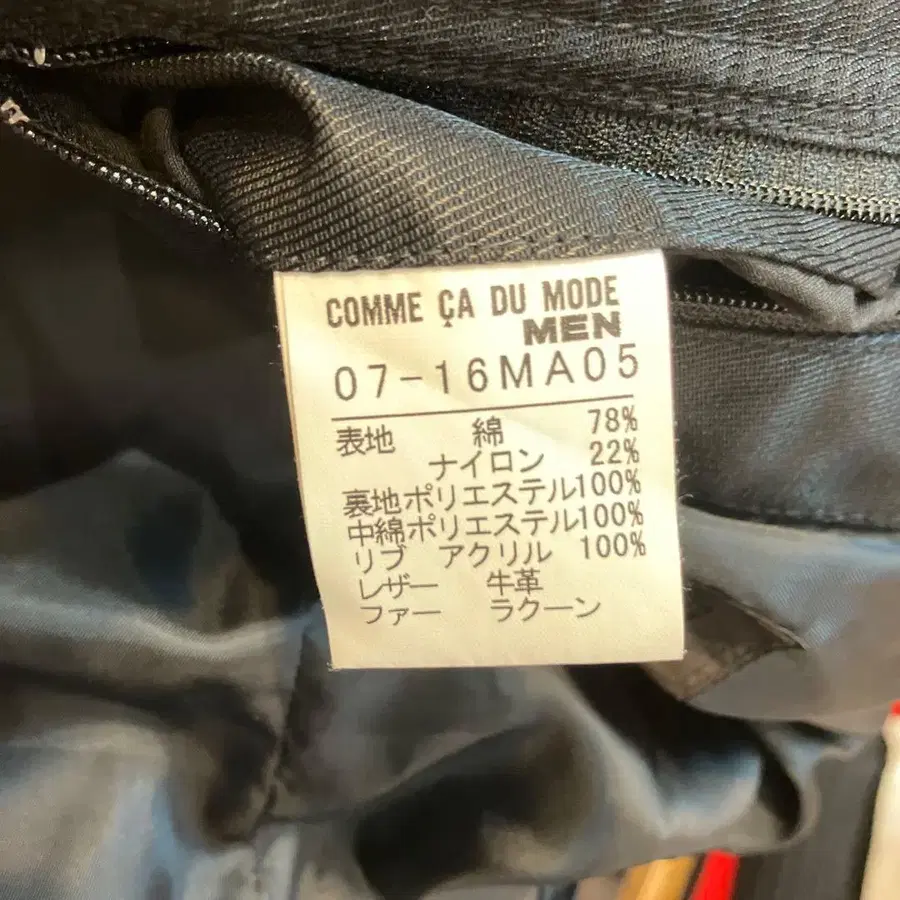 COMME ÇA DU MODE
MEN
07-16MA05
表地 綿 78%
ナイロン 22%
裏地ポリエステル100%
中綿ポリエステル100%
リブ アクリル 100%
レザー 牛革
ファー ラクーン